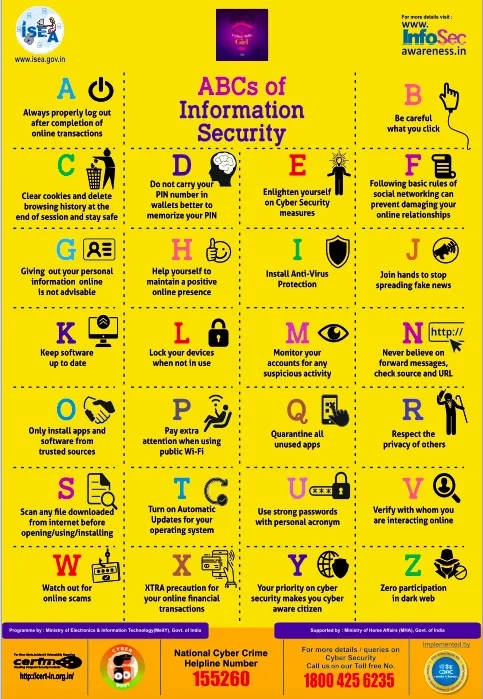 For more details visit :
www.
InfoSec
awareness.in
ISEA
www.isea.gov.in
ABCs of
Information
Security
A
Always properly log out
after completion of
online transactions
B
Be careful
what you click
C
Clear cookies and delete
browsing history at the
end of session and stay safe
D
Do not carry your
PIN number in
wallets better to
memorize your PIN
E
Enlighten yourself
on Cyber Security
measures
F
Following basic rules of
social networking can
prevent damaging your
online relationships
G
Giving out your personal
information online
is not advisable
H
Help yourself to
maintain a positive
online presence
I
Install Anti-Virus
Protection
J
Join hands to stop
spreading fake news
K
Keep software
up to date
L
Lock your devices
when not in use
M
Monitor your
accounts for any
suspicious activity
N
http://
Never believe on
forward messages,
check source and URL
O
Only install apps and
software from
trusted sources
P
Pay extra
attention when using
public Wi-Fi
Q
Quarantine all
unused apps
R
Respect the
privacy of others
S
Scan any file downloaded
from internet before
opening/using/installing
T
Turn on Automatic
Updates for your
operating system
U
Use strong passwords
with personal acronym
V
Verify with whom you
are interacting online
W
Watch out for
online scams
X
XTRA precaution for
your online financial
transactions
Y
Your priority on cyber
security makes you cyber
aware citizen
Z
Zero participation
in dark web
Programme by : Ministry of Electronics & Information Technology(MeitY), Govt. of India
Supported by : Ministry of Home Affairs (MHA), Govt. of India
http://cert-in.org.in/
CYBER
National Cyber Crime
Helpline Number
155260
For more details / queries on
Cyber Security
Call us on our Toll free No.
1800 425 6235
Implemented by